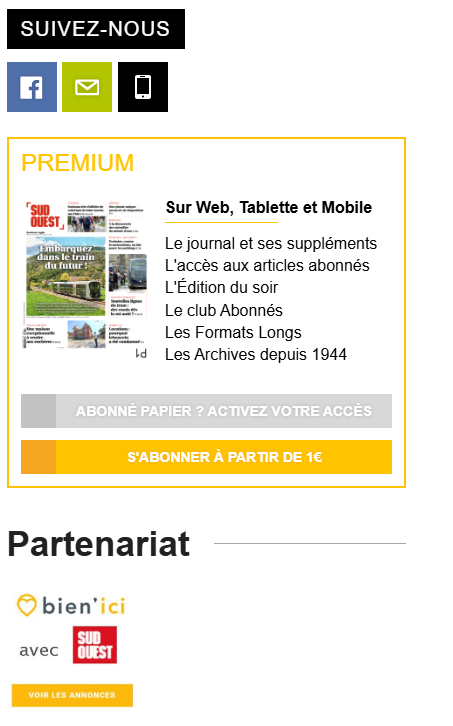 SUIVEZ-NOUS
PREMIUM
SUD
OUEST
Embarquez
dans le train
du futur !
Sur Web, Tablette et Mobile
Le journal et ses suppléments
L'accès aux articles abonnés
L'Édition du soir
Le club Abonnés
Les Formats Longs
Les Archives depuis 1944
ABONNÉ PAPIER ? ACTIVEZ VOTRE ACCÈS
S'ABONNER À PARTIR DE 1€
Partenariat
bien'ici
avec SUD
OUEST
VOIR LES ANNONCES